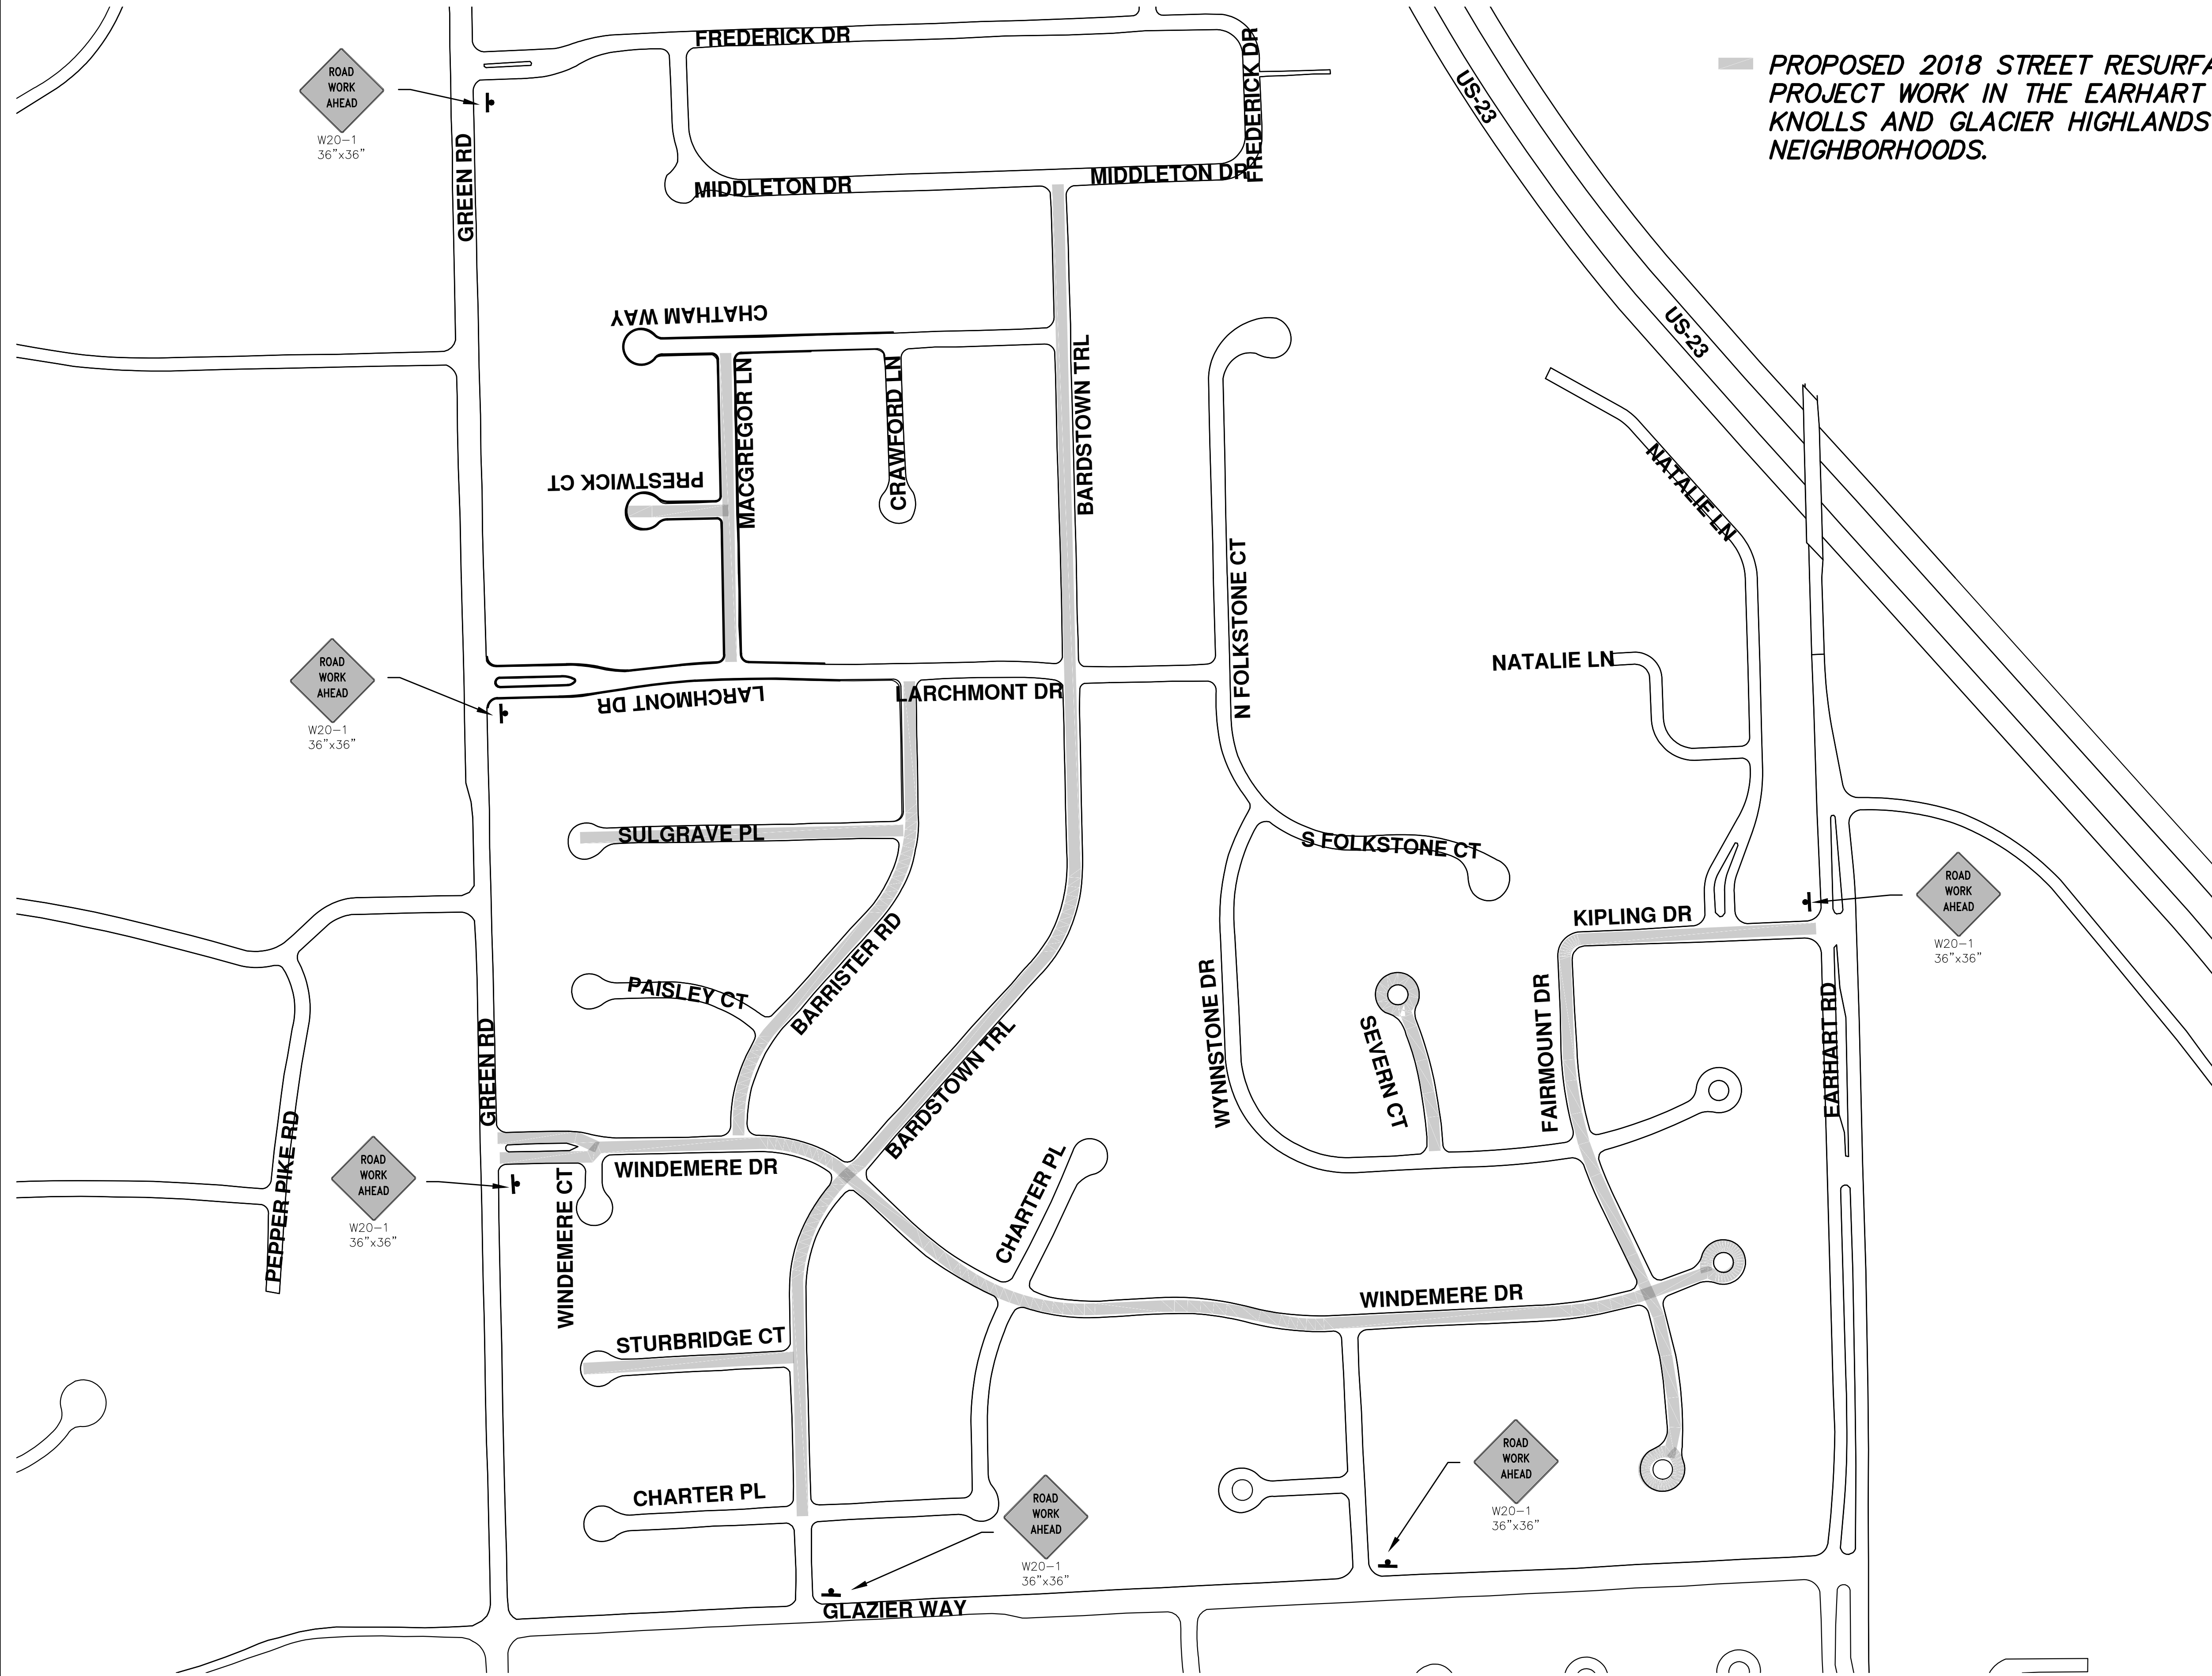 FREDERICK DR
FREDERICK DR
FREDERICK DR
US-23
PROPOSED 2018 STREET
PROJECT WORK IN THE EARHART
KNOLLS AND GLACIER HIGHLANDS
NEIGHBORHOODS.
ROAD
WORK
AHEAD
W20-1
36"x36"
GREEN RD
MIDDLETON DR
MIDDLETON DR
CHATHAM WAY
US-23
MACGREGOR LN
CRAWFORD LN
BARDSTOWN TRL
PRESTWICK CT
NATALIE LN
N FOLKSTONE CT
NATALIE LN
ROAD
WORK
AHEAD
W20-1
36"x36"
LARCHMONT DR
LARCHMONT DR
SULGRAVE PL
S FOLKSTONE CT
ROAD
WORK
AHEAD
W20-1
36"x36"
KIPLING DR
BARRISTER RD
PAISLEY CT
BARDSTOWN TRL
WYNNSTONE DR
SEVERN CT
FAIRMOUNT DR
EARHART RD
GREEN RD
PEPPER PIKE RD
ROAD
WORK
AHEAD
W20-1
36"x36"
WINDEMERE DR
WINDEMERE CT
CHARTER PL
WINDEMERE DR
STURBRIDGE CT
CHARTER PL
ROAD
WORK
AHEAD
W20-1
36"x36"
ROAD
WORK
AHEAD
W20-1
36"x36"
GLAZIER WAY